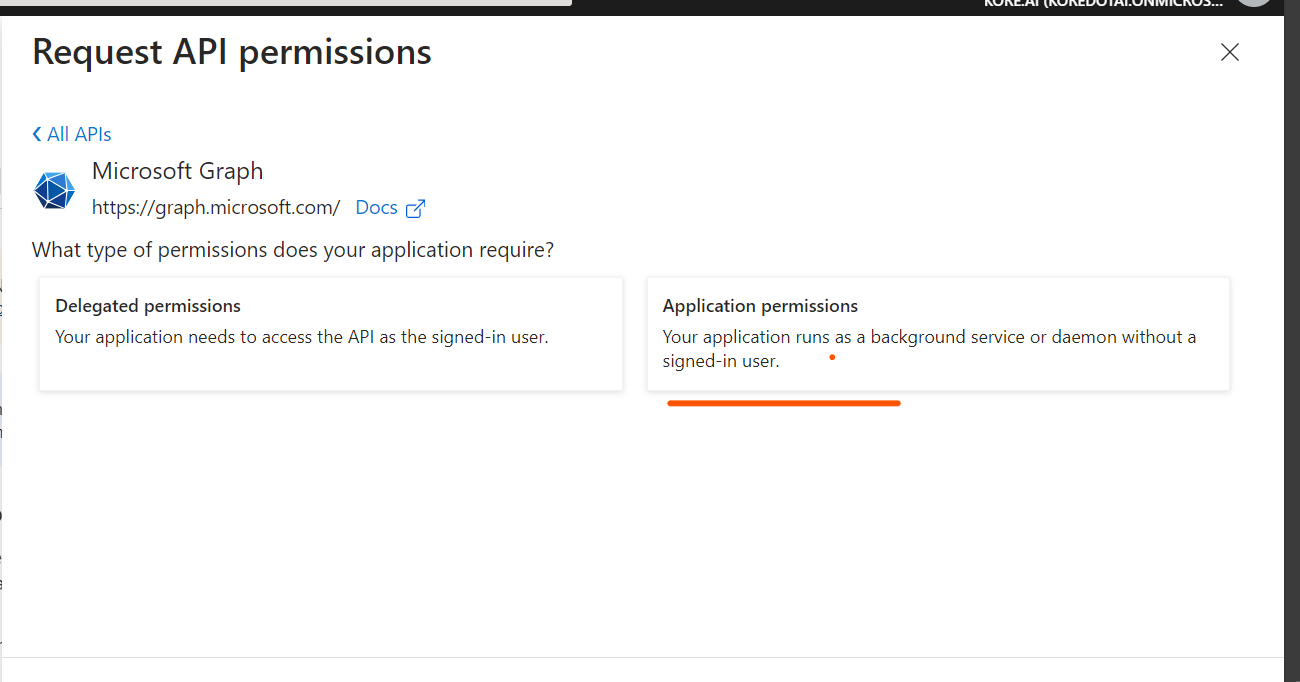 KORE.AI (KOREDOTAI.ONMICROS...
Request API permissions
All APIs
Microsoft Graph
https://graph.microsoft.com/ Docs
What type of permissions does your application require?
Delegated permissions
Your application needs to access the API as the signed-in user.
Application permissions
Your application runs as a background service or daemon without a
signed-in user.